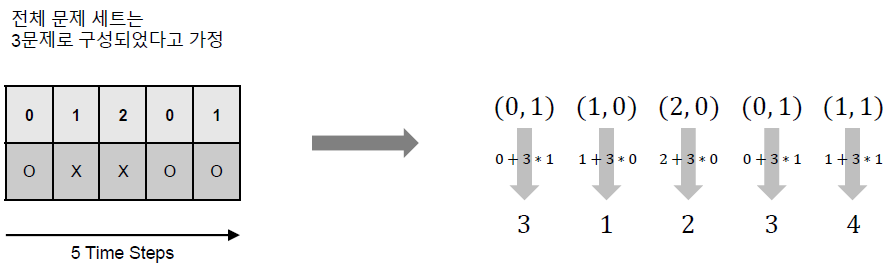 전체 문제 세트는
3문제로 구성되었다고 가정
0 1 2 0 1
O X X O O
5 Time Steps
(0, 1) (1, 0) (2, 0) (0, 1) (1, 1)
0 + 3 * 1 1 + 3 * 0 2 + 3 * 0 0 + 3 * 1 1 + 3 * 1
3 1 2 3 4